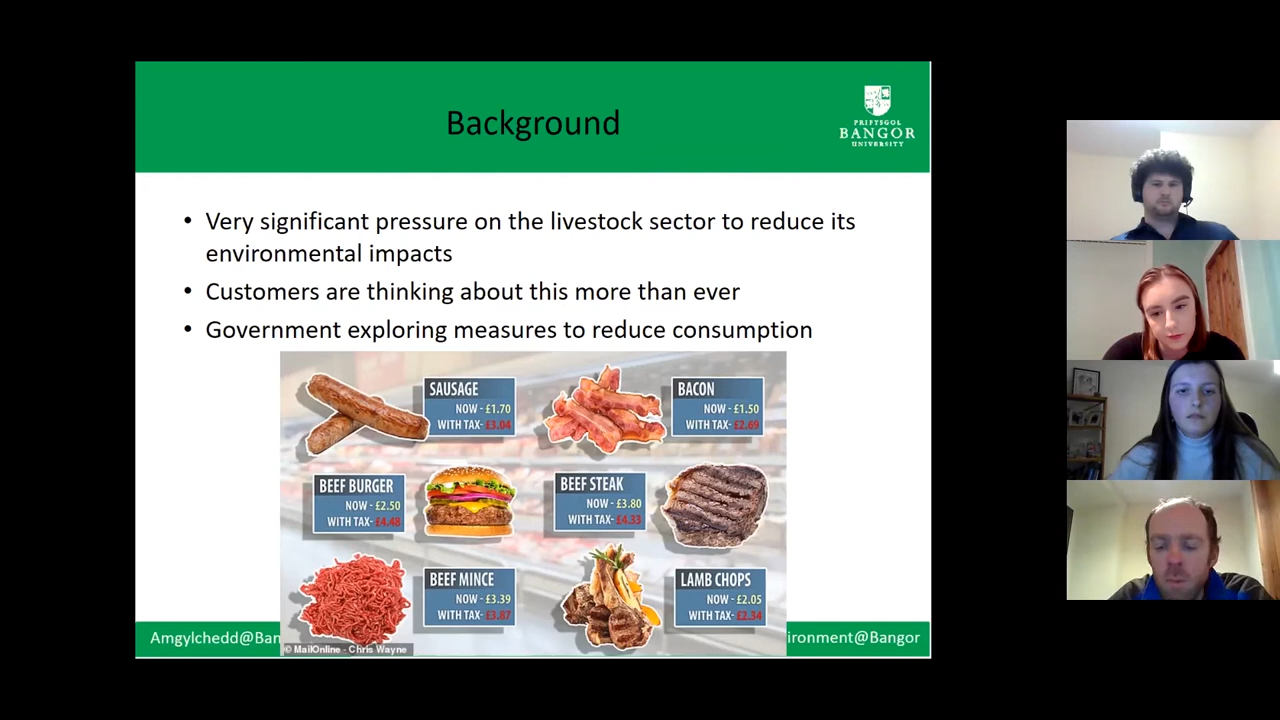 Background
PRIFYSGOL
BANGOR
UNIVERSITY
• Very significant pressure on the livestock sector to reduce its
environmental impacts
• Customers are thinking about this more than ever
• Government exploring measures to reduce consumption
SAUSAGE
NOW - £1.70
WITH TAX- £3.04
BACON
NOW - £1.50
WITH TAX- £2.69
BEEF BURGER
NOW - £2.50
WITH TAX- £4.48
BEEF STEAK
NOW - £3.80
WITH TAX- £4.33
BEEF MINCE
NOW - £3.39
WITH TAX- £3.87
LAMB CHOPS
NOW - £2.05
WITH TAX- £2.34
© MailOnline - Chris Wayne
Amgylchedd@Ban
ironment@Bangor